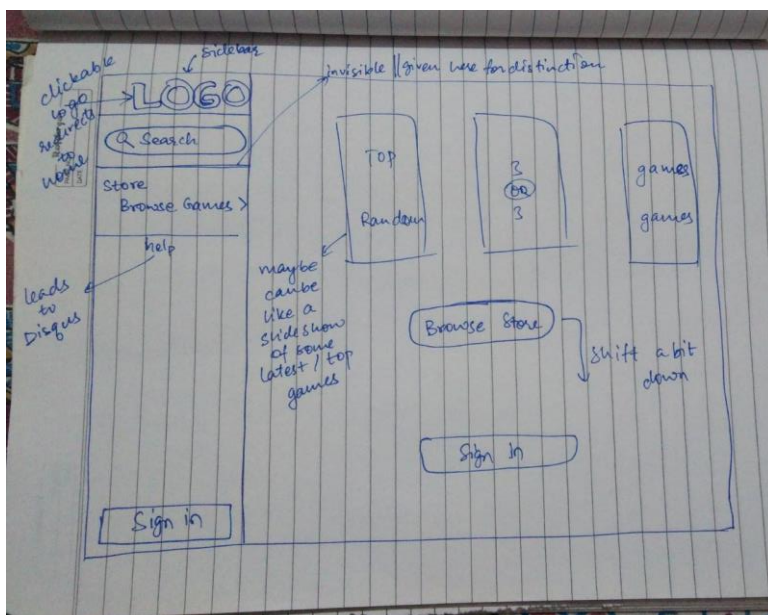 Sidebar
invisible || given here for distinction
clickable
logo
redirects
to
home
LOGO
Search
Store
Browse Games >
help
leads
to
Disqus
Sign in
TOP
3
games
OR
Random
3
games
maybe
can be
like a
slideshow
of some
latest / top
games
Browse Store
shift a bit
down
Sign In